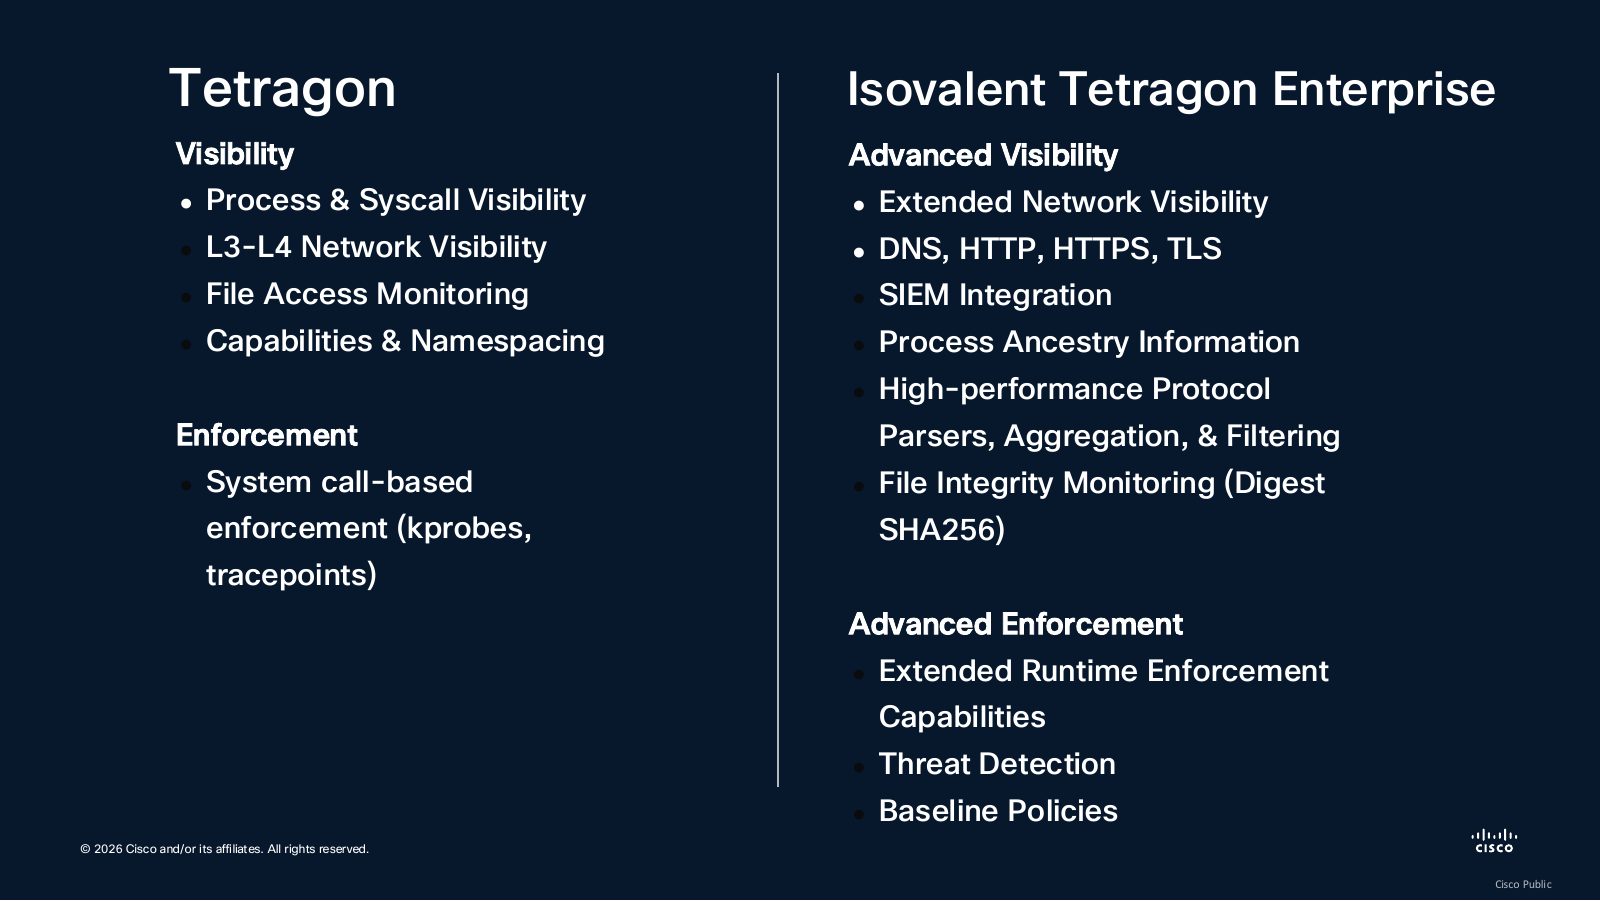 Tetragon
Visibility
• Process & Syscall Visibility
• L3-L4 Network Visibility
• File Access Monitoring
• Capabilities & Namespacing
Enforcement
• System call-based
enforcement (kprobes,
tracepoints)
Isovalent Tetragon Enterprise
Advanced Visibility
• Extended Network Visibility
• DNS, HTTP, HTTPS, TLS
• SIEM Integration
• Process Ancestry Information
• High-performance Protocol
Parsers, Aggregation, & Filtering
• File Integrity Monitoring (Digest
SHA256)
Advanced Enforcement
• Extended Runtime Enforcement
Capabilities
• Threat Detection
• Baseline Policies
© 2026 Cisco and/or its affiliates. All rights reserved.
CISCO
Cisco Public